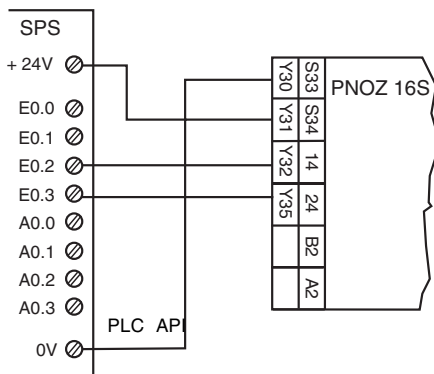 SPS
+ 24V
E0.0
E0.1
E0.2
E0.3
A0.0
A0.1
A0.2
A0.3
0V
PLC API
Y30 S33
Y31 S34
Y32 14
Y35 24
B2
A2
PNOZ 16S